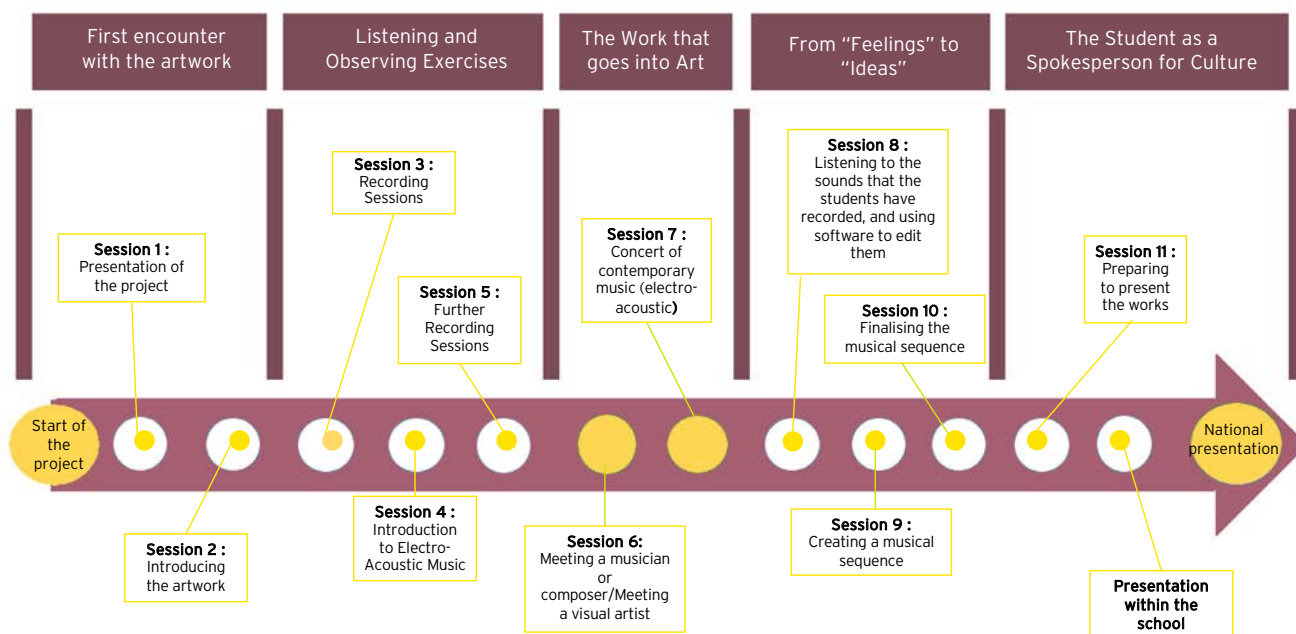 First encounter
with the artwork
Listening and
Observing Exercises
The Work that
goes into Art
From “Feelings” to
“Ideas”
The Student as a
Spokesperson for Culture
Session 1 :
Presentation of
the project
Session 3 :
Recording
Sessions
Session 5 :
Further
Recording
Sessions
Session 7 :
Concert of
contemporary
music (electro-
acoustic)
Session 8 :
Listening to the
sounds that the
students have
recorded, and using
software to edit
them
Session 10 :
Finalising the
musical sequence
Session 11 :
Preparing
to present
the works
Start of
the
project
National
presentation
Session 2 :
Introducing
the artwork
Session 4 :
Introduction
to Electro-
Acoustic Music
Session 6:
Meeting a musician
or
composer/Meeting
a visual artist
Session 9 :
Creating a musical
sequence
Presentation
within the
school